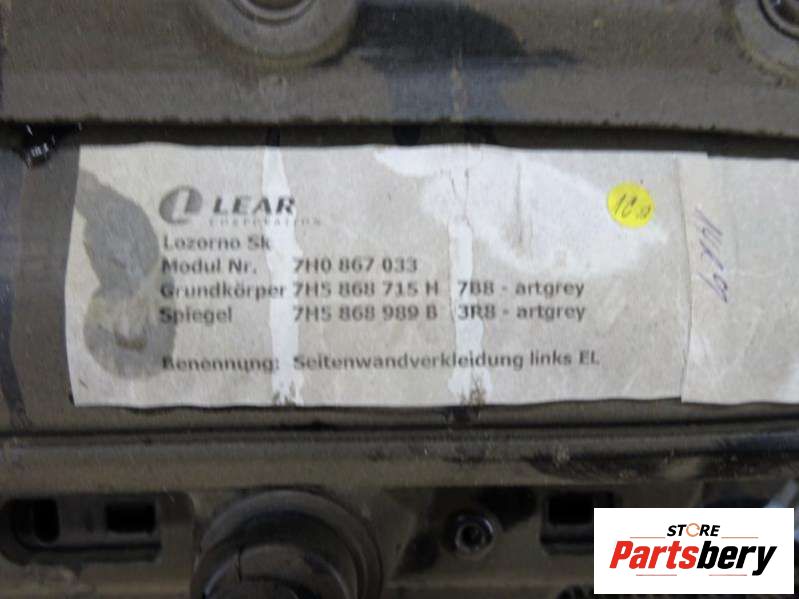 LEAR
CORPORATION
Lozorno Sk
Modul Nr. 7H0 867 033
Grundkörper 7H5 868 715 H 7B8 - artgrey
Spiegel 7H5 868 989 B 3R8 - artgrey
Benennung: Seitenwandverkleidung links EL
STORE
Partsbery